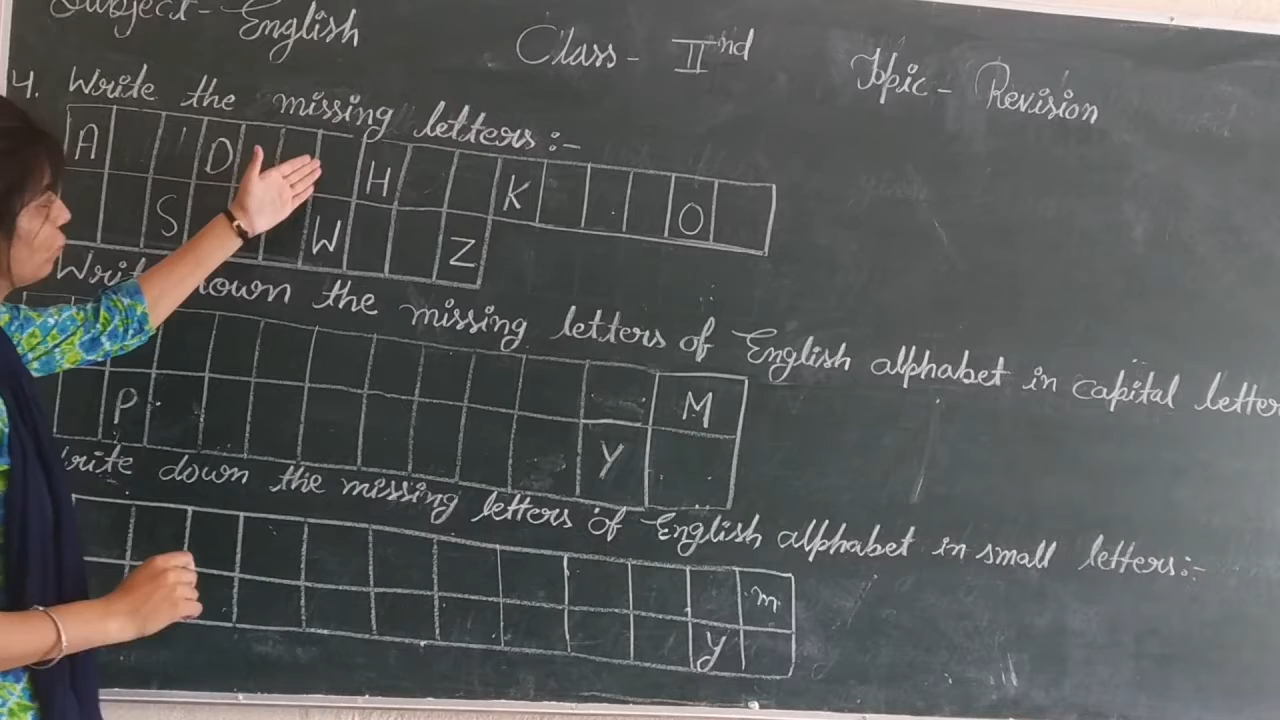 Subject- English Class- IInd Topic- Revision
4. Write the missing letters:-
A D H K O
S W Z
Write down the missing letters of English alphabet in capital letter
M
P Y
write down the missing letters of English alphabet in small letters:-
m
y